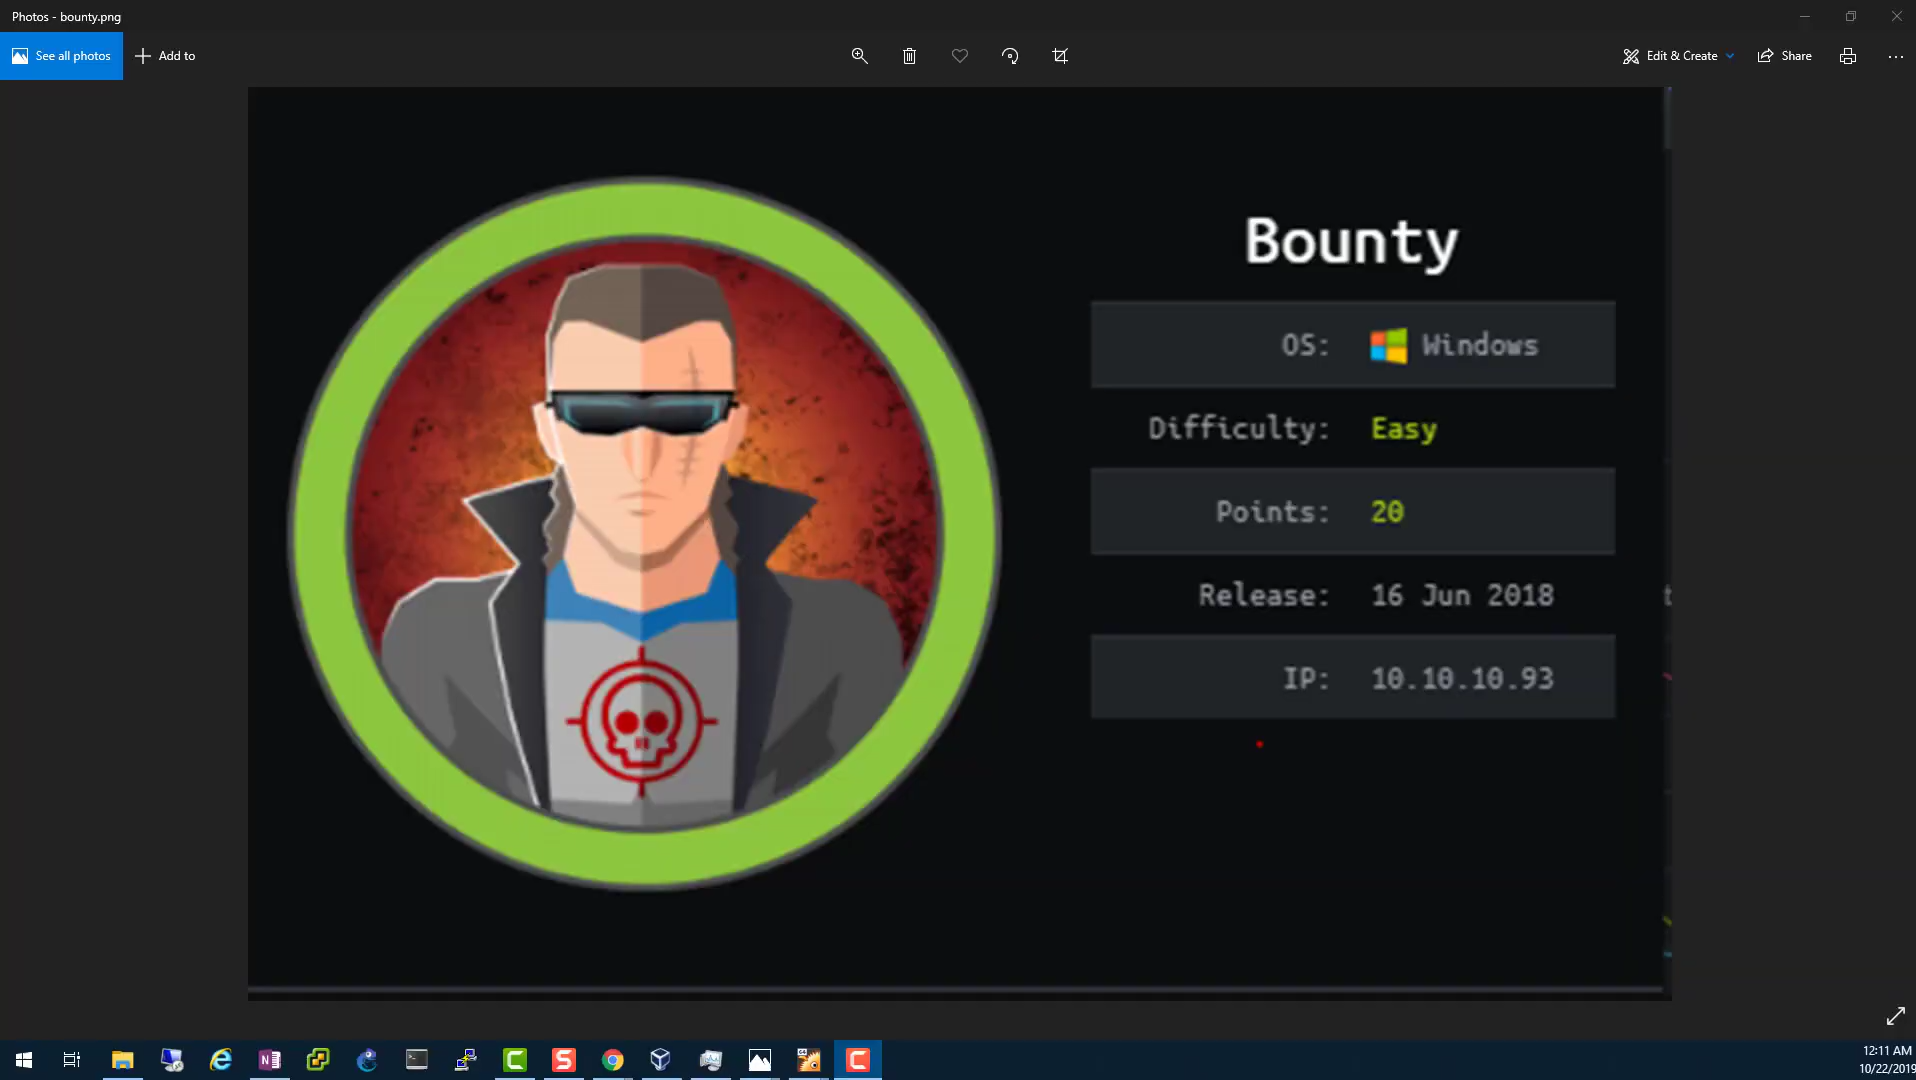 Photos - bounty.png
See all photos
Add to
Edit & Create
Share
Bounty
OS: Windows
Difficulty: Easy
Points: 20
Release: 16 Jun 2018
IP: 10.10.10.93
12:11 AM
10/22/2019